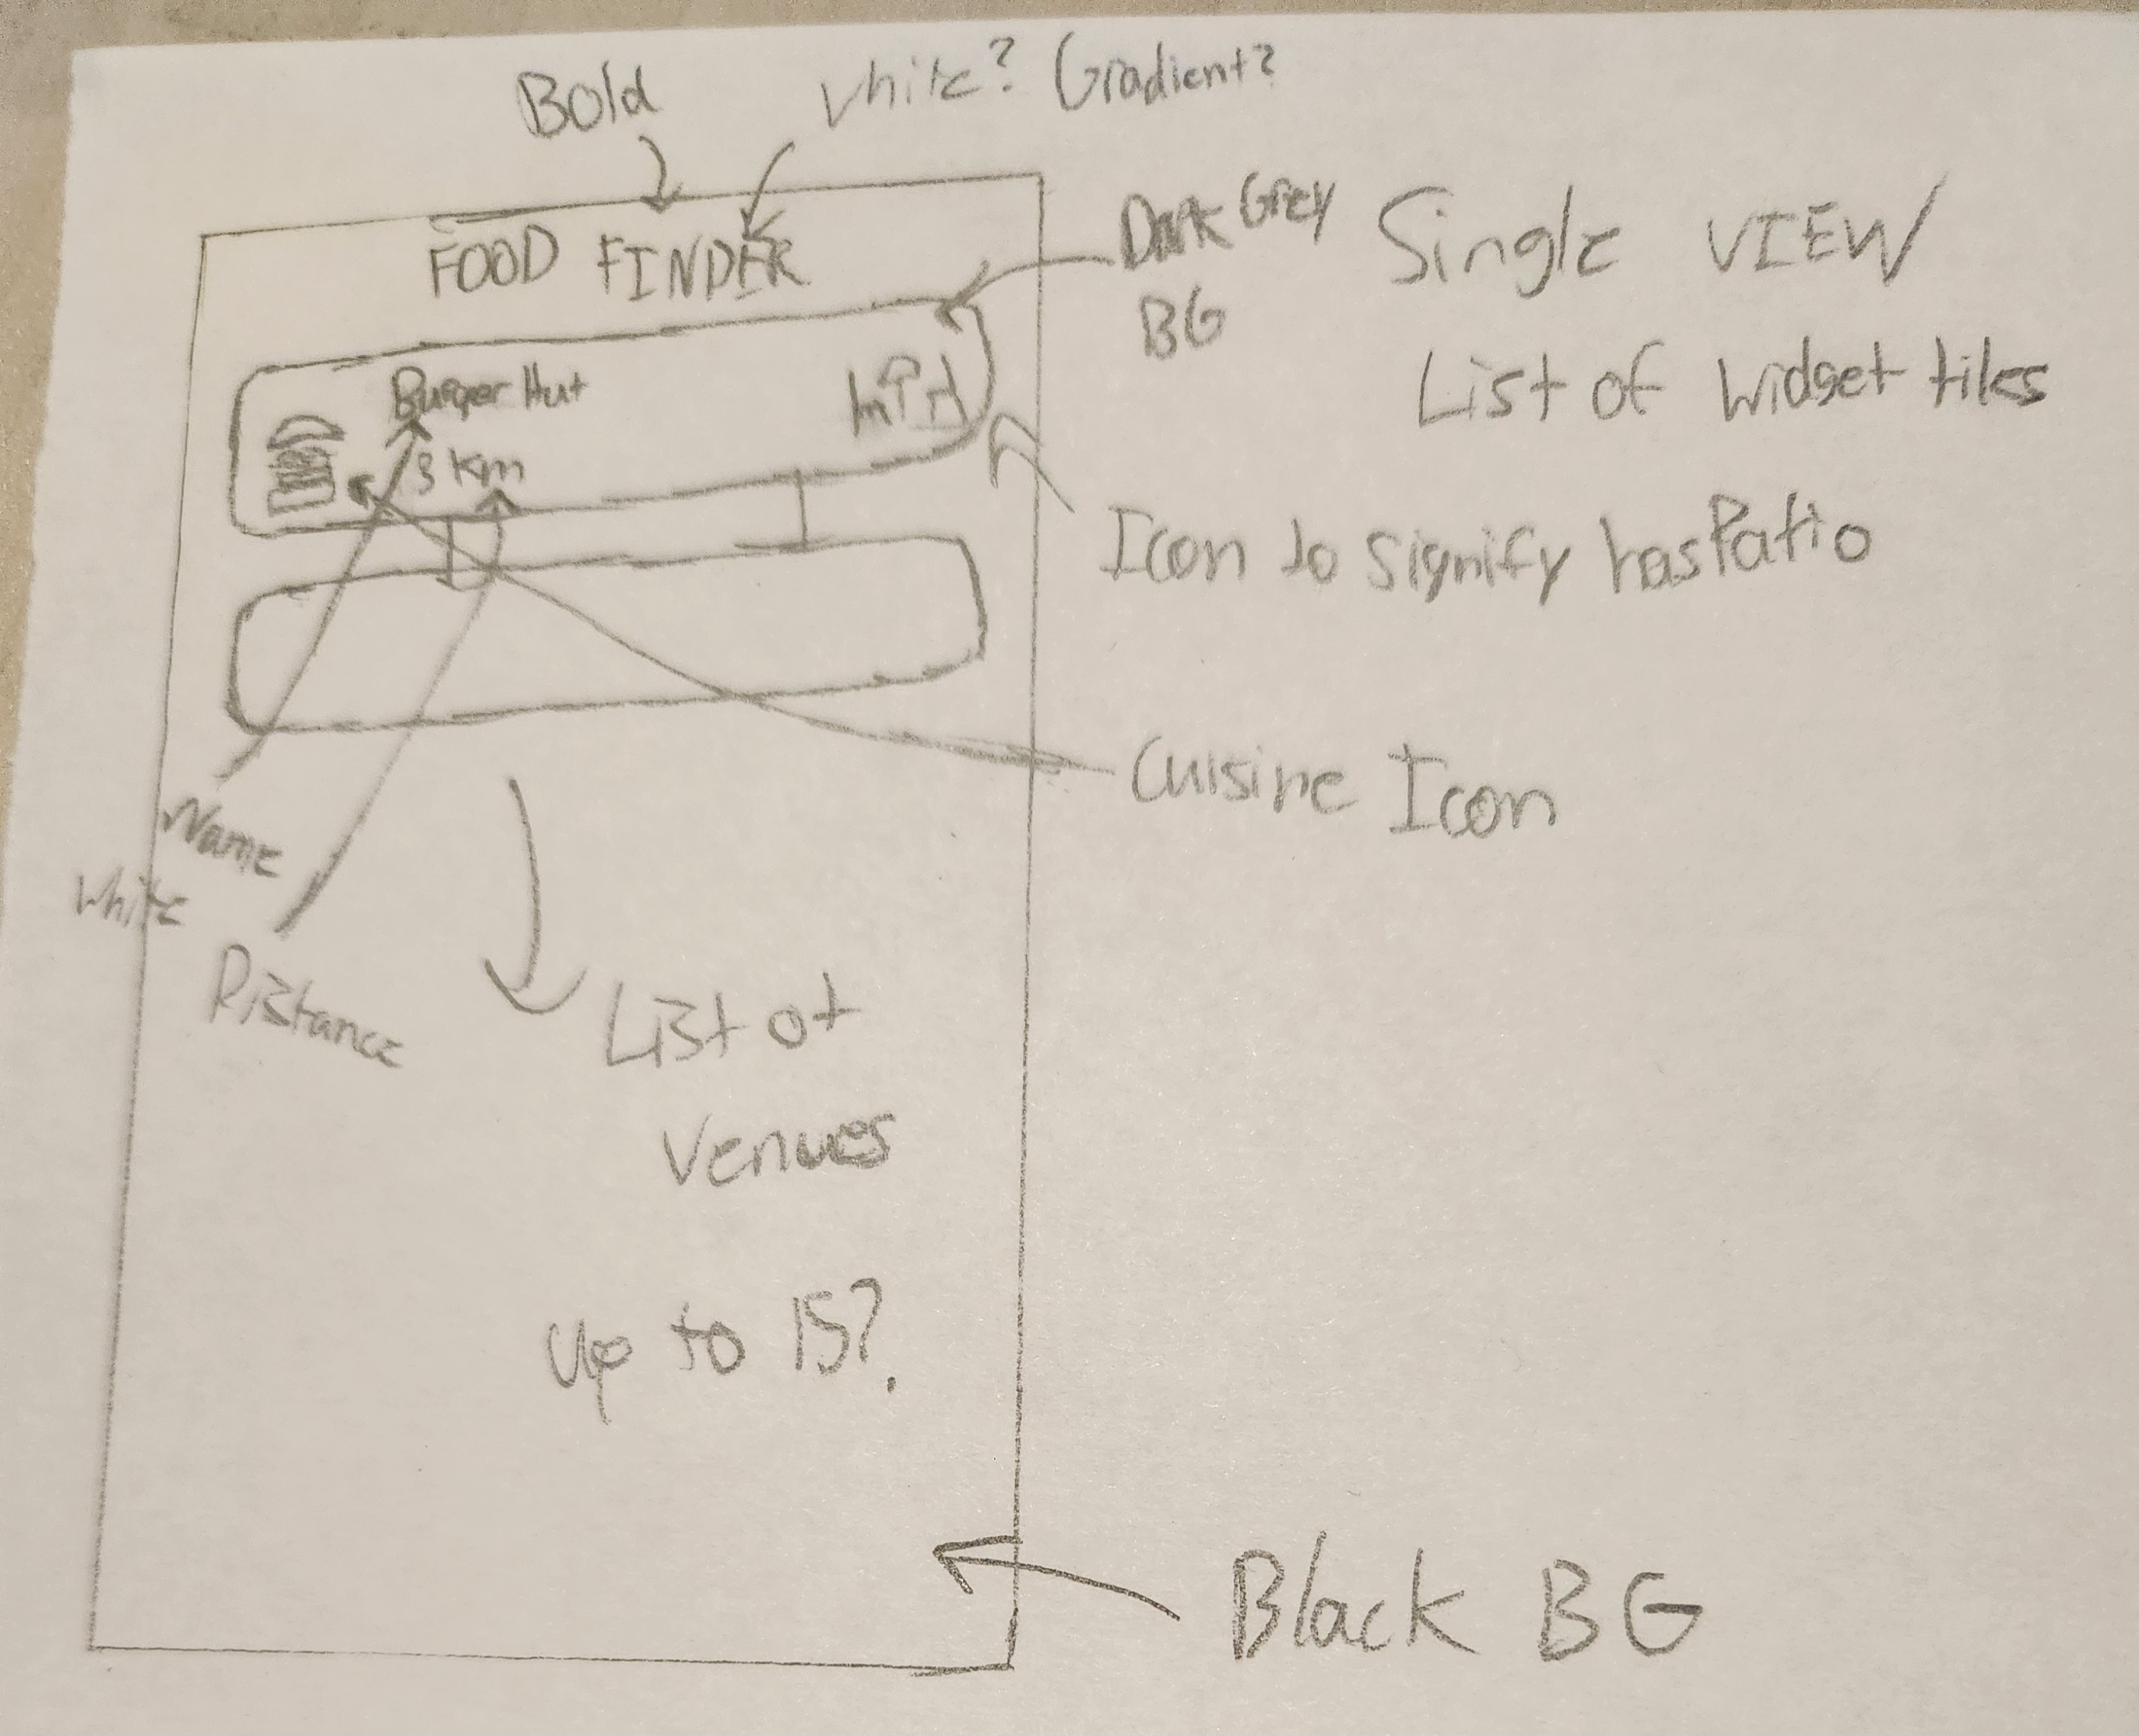 Bold
White? Gradient?
FOOD FINDER
Dark Grey
BG
Single VIEW
List of Widget tiles
Burger Hut
3 Km
Icon to signify hasPatio
Cuisine Icon
Name
White
Distance
List of
Venues
Up to 15?
Black BG